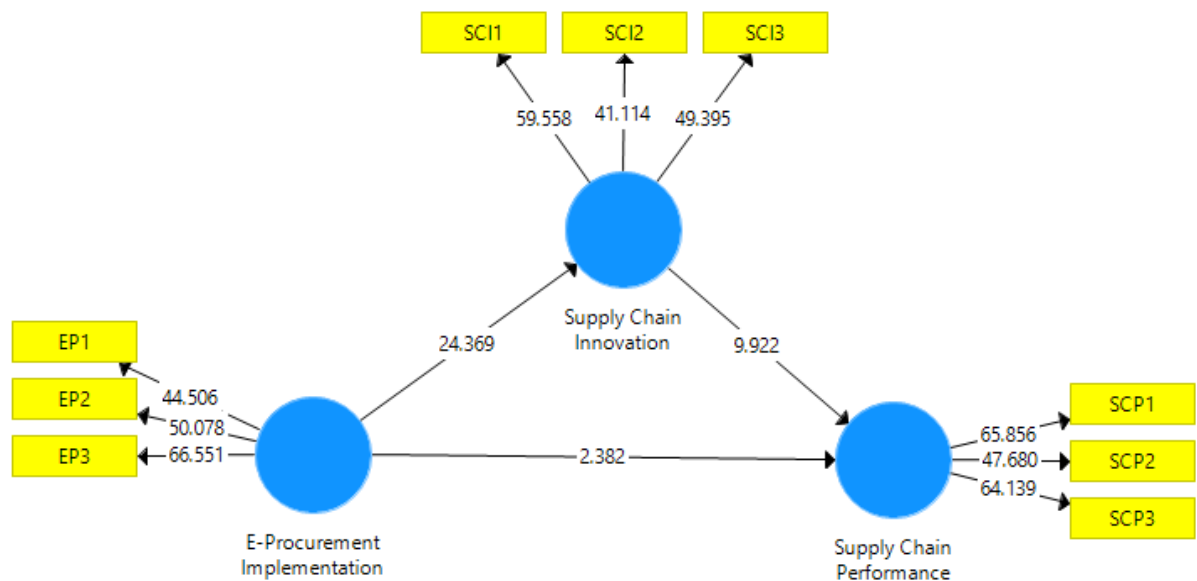 SCI1
SCI2
SCI3
59.558
41.114
49.395
Supply Chain
Innovation
24.369
9.922
EP1
EP2
EP3
44.506
50.078
66.551
2.382
65.856
47.680
64.139
SCP1
SCP2
SCP3
E-Procurement
Implementation
Supply Chain
Performance